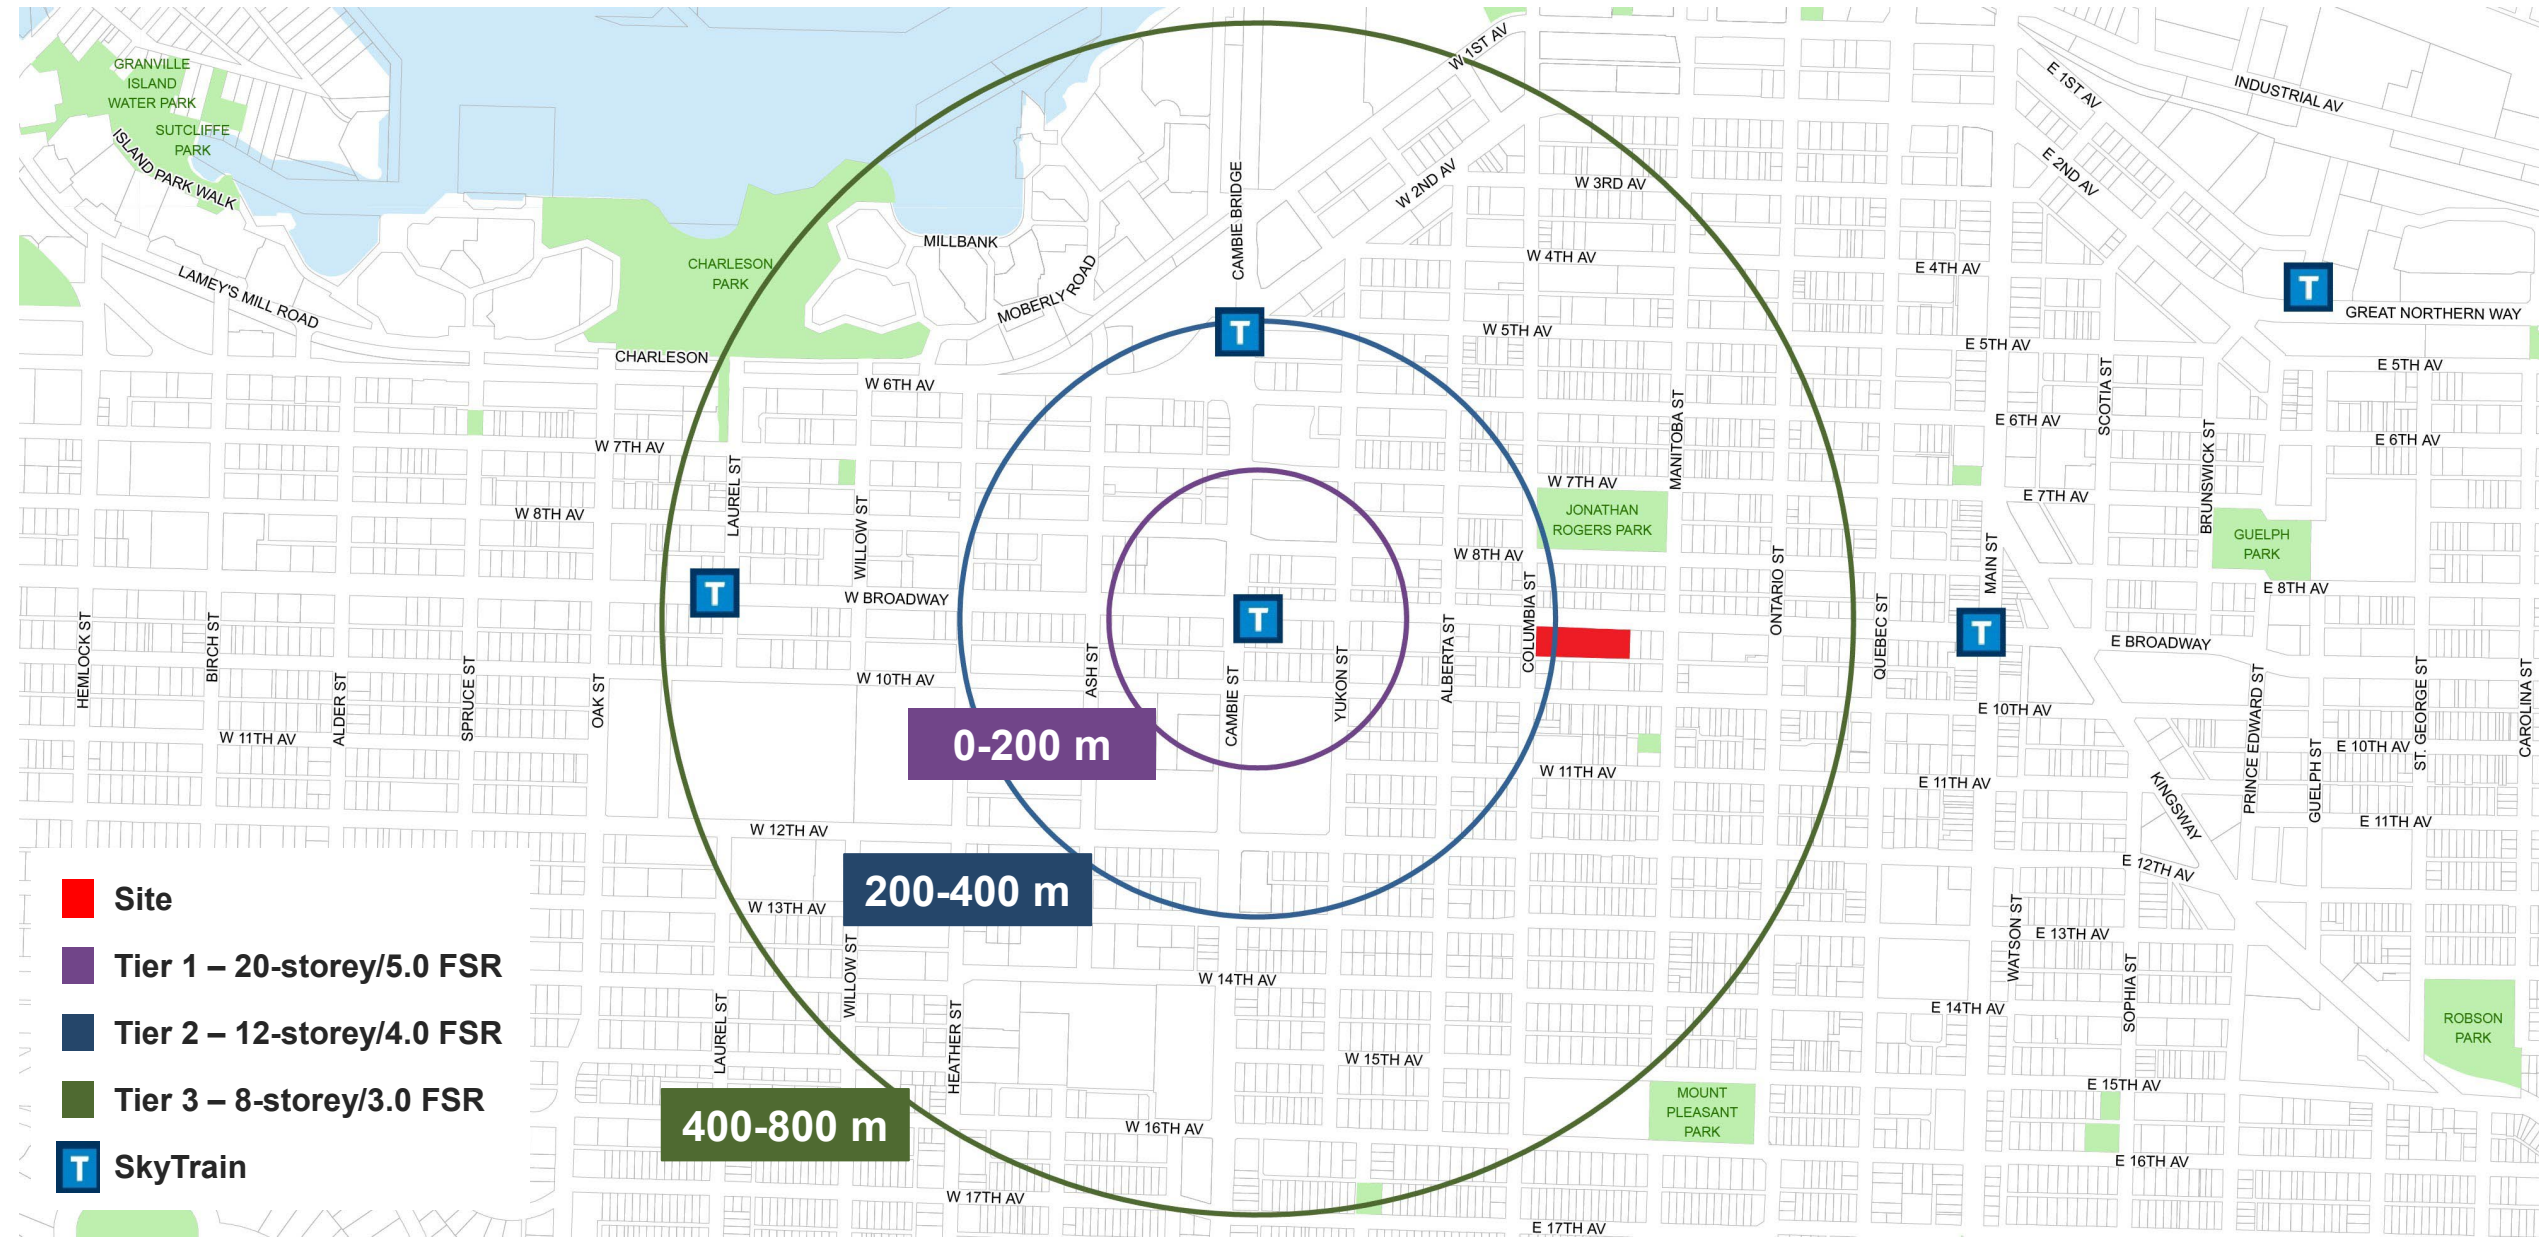 GRANVILLE
ISLAND
WATER PARK
SUTCLIFFE
PARK
ISLAND PARK WALK
LAMEY'S MILL ROAD
CHARLESON
PARK
CHARLESON
MILLBANK
MOBERLY ROAD
CAMBIE BRIDGE
W 1ST AV
W 2ND AV
W 3RD AV
W 4TH AV
W 5TH AV
E 1ST AV
INDUSTRIAL AV
E 2ND AV
E 4TH AV
T
GREAT NORTHERN WAY
T
E 5TH AV
E 5TH AV
W 6TH AV
W 7TH AV
W 8TH AV
LAUREL ST
WILLOW ST
MANITOBA ST
W 7TH AV
JONATHAN
ROGERS PARK
W 8TH AV
SCOTIA ST
E 6TH AV
E 6TH AV
BRUNSWICK ST
E 7TH AV
GUELPH
PARK
E 8TH AV
MAIN ST
T
T
T
W BROADWAY
E BROADWAY
HEMLOCK ST
BIRCH ST
ALDER ST
SPRUCE ST
OAK ST
ASH ST
CAMBIE ST
YUKON ST
ALBERTA ST
COLUMBIA ST
ONTARIO ST
QUEBEC ST
PRINCE EDWARD ST
GUELPH ST
ST. GEORGE ST
CAROLINA ST
W 10TH AV
W 11TH AV
E 10TH AV
E 10TH AV
0-200 m
W 11TH AV
E 11TH AV
KINGSWAY
E 11TH AV
W 12TH AV
E 12TH AV
200-400 m
W 13TH AV
WATSON ST
E 13TH AV
WILLOW ST
W 14TH AV
SOPHIA ST
E 14TH AV
LAUREL ST
HEATHER ST
ROBSON
PARK
W 15TH AV
E 15TH AV
MOUNT
PLEASANT
PARK
400-800 m
W 16TH AV
E 16TH AV
W 17TH AV
E 17TH AV
Site
Tier 1 – 20-storey/5.0 FSR
Tier 2 – 12-storey/4.0 FSR
Tier 3 – 8-storey/3.0 FSR
T SkyTrain